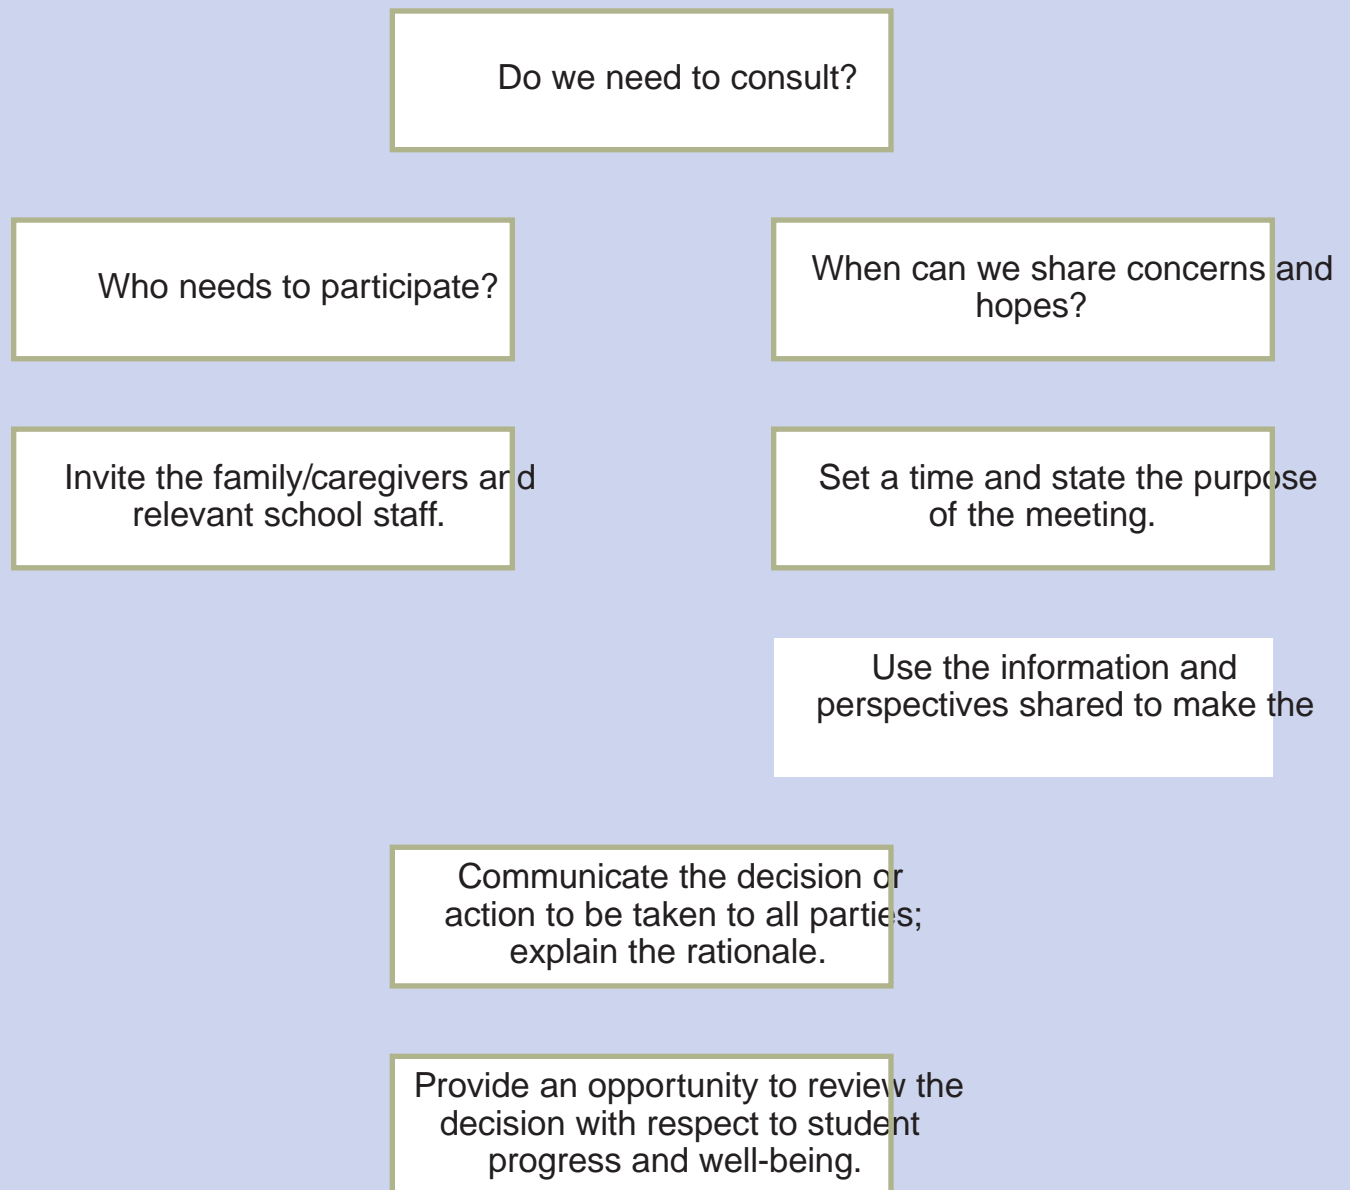 Do we need to consult?
Who needs to participate?
When can we share concerns and
hopes?
Invite the family/caregivers and
relevant school staff.
Set a time and state the purpose
of the meeting.
Use the information and
perspectives shared to make the
Communicate the decision or
action to be taken to all parties;
explain the rationale.
Provide an opportunity to review the
decision with respect to student
progress and well-being.